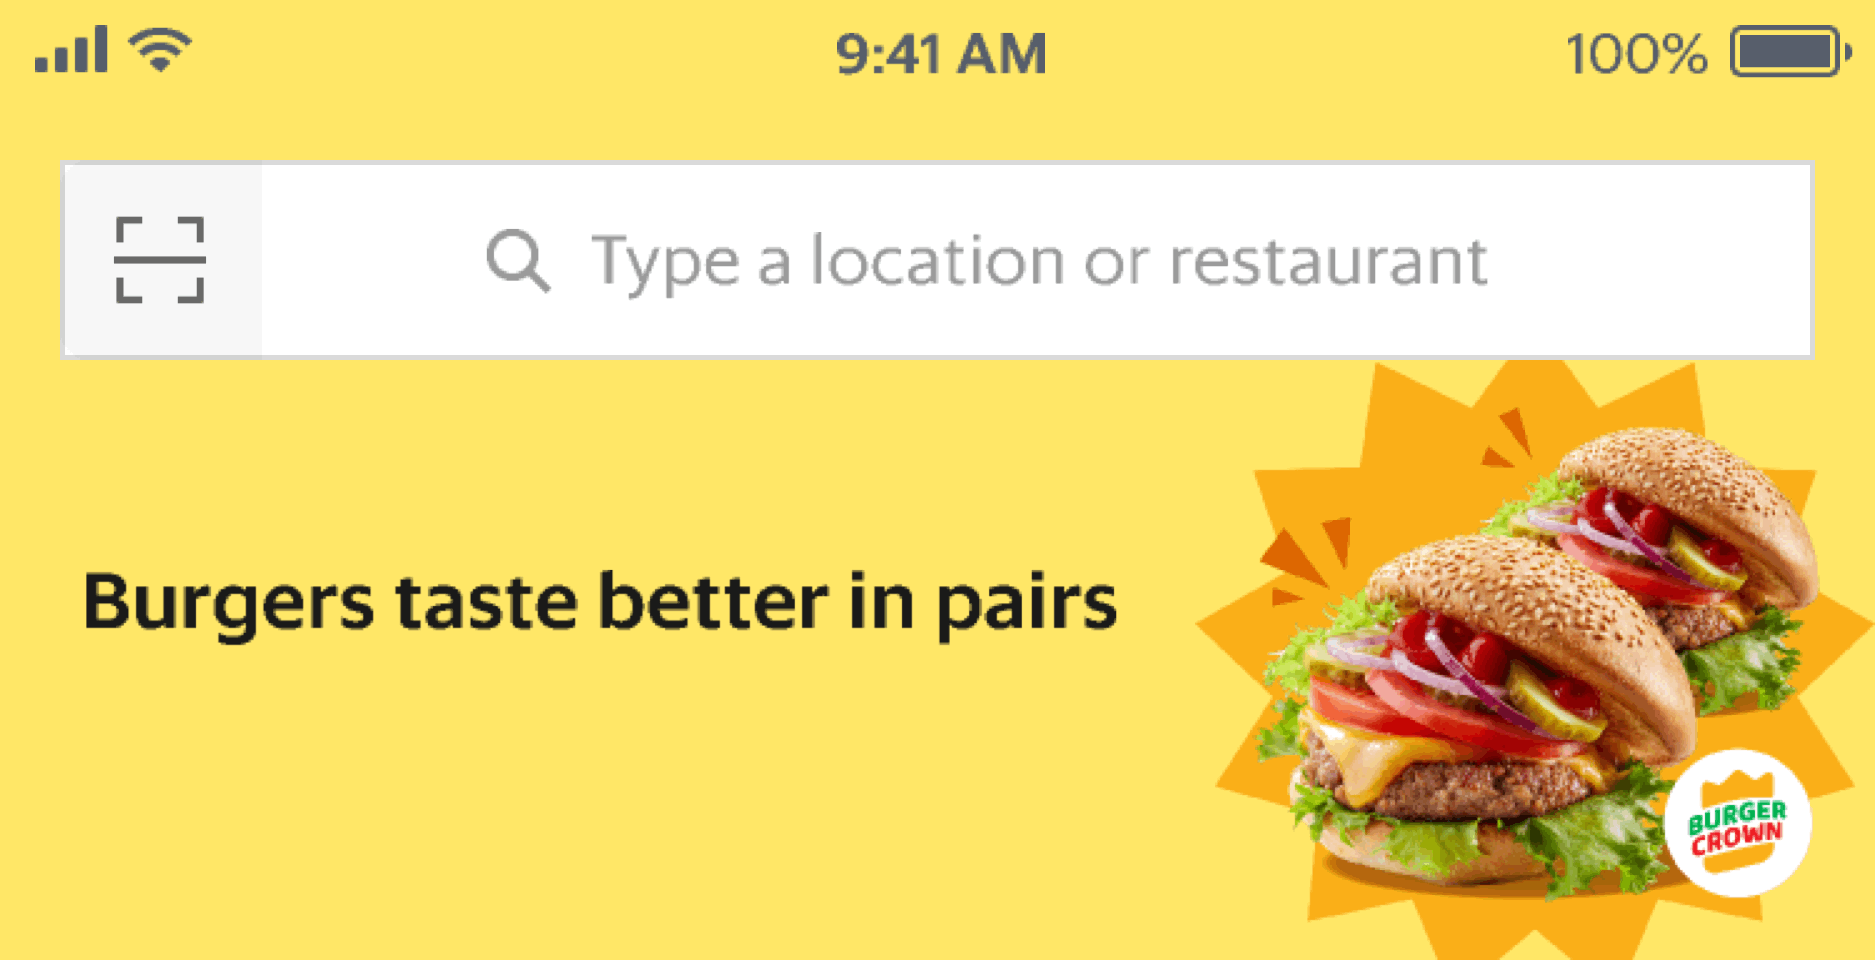 9:41 AM
100%
Type a location or restaurant
Burgers taste better in pairs
BURGER
CROWN